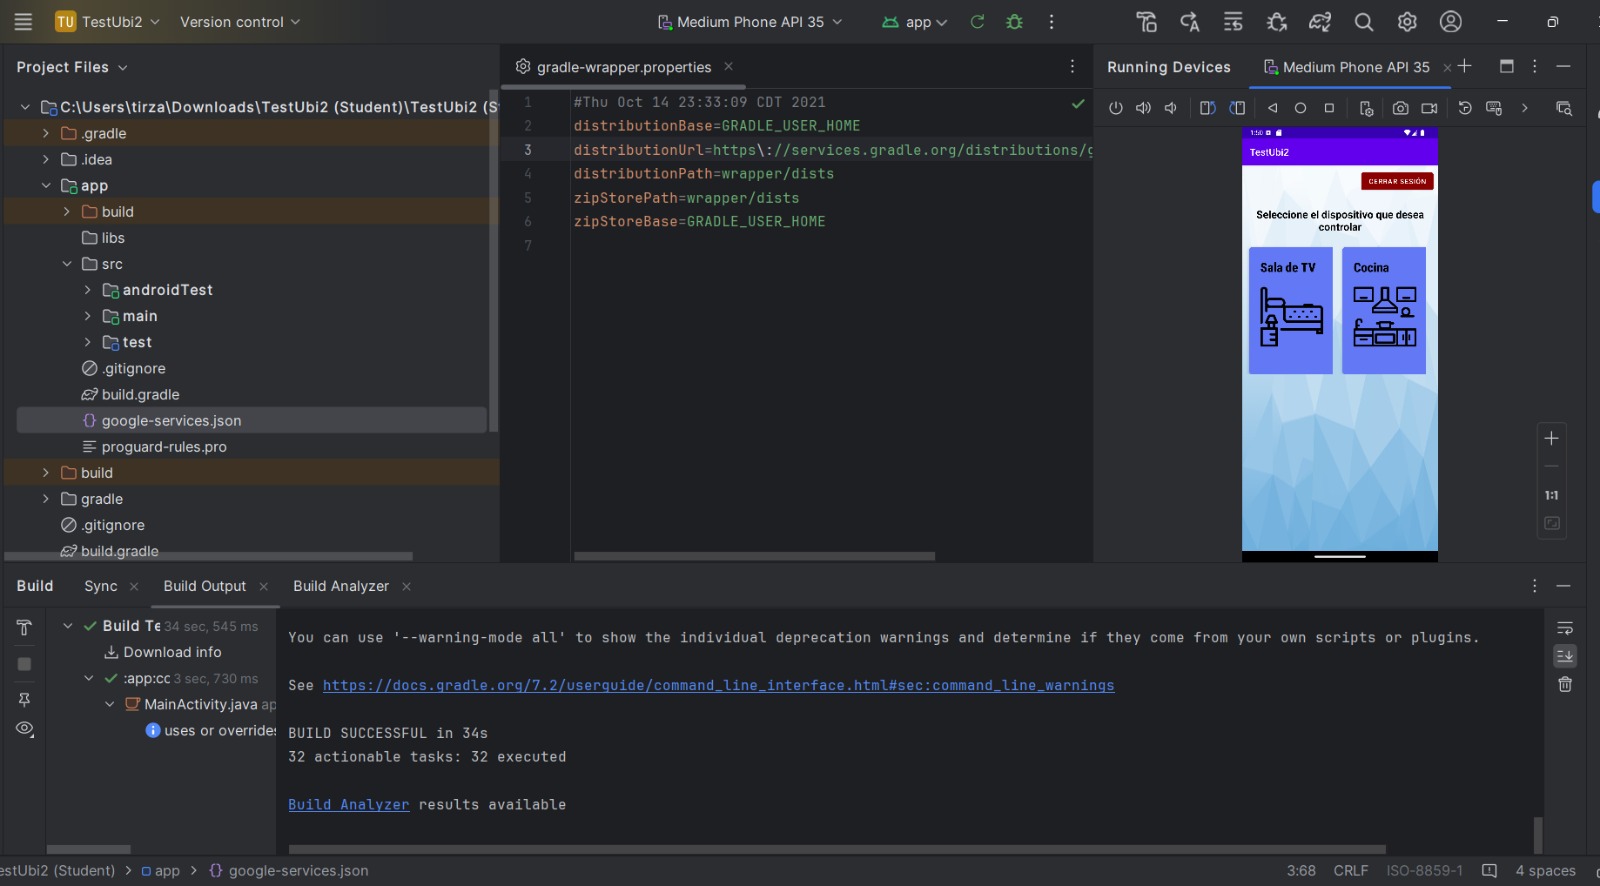 TU TestUbi2 Version control Medium Phone API 35 app
Project Files
C:\Users\tirza\Downloads\TestUbi2 (Student)\TestUbi2 (S
.gradle
.idea
app
build
libs
src
androidTest
main
test
.gitignore
build.gradle
google-services.json
proguard-rules.pro
build
gradle
.gitignore
build.gradle
gradle-wrapper.properties
1 #Thu Oct 14 23:33:09 CDT 2021
2 distributionBase=GRADLE_USER_HOME
3 distributionUrl=https\://services.gradle.org/distributions/g
4 distributionPath=wrapper/dists
5 zipStorePath=wrapper/dists
6 zipStoreBase=GRADLE_USER_HOME
7
Running Devices Medium Phone API 35
1:50
TestUbi2
CERRAR SESIÓN
Seleccione el dispositivo que desea
controlar
Sala de TV Cocina
1:1
Build Sync Build Output Build Analyzer
Build Te 34 sec, 545 ms
Download info
:app:cc 3 sec, 730 ms
MainActivity.java ap
uses or overrides
You can use '--warning-mode all' to show the individual deprecation warnings and determine if they come from your own scripts or plugins.
See https://docs.gradle.org/7.2/userguide/command_line_interface.html#sec:command_line_warnings
BUILD SUCCESSFUL in 34s
32 actionable tasks: 32 executed
Build Analyzer results available
estUbi2 (Student) > app > google-services.json
3:68 CRLF ISO-8859-1 4 spaces